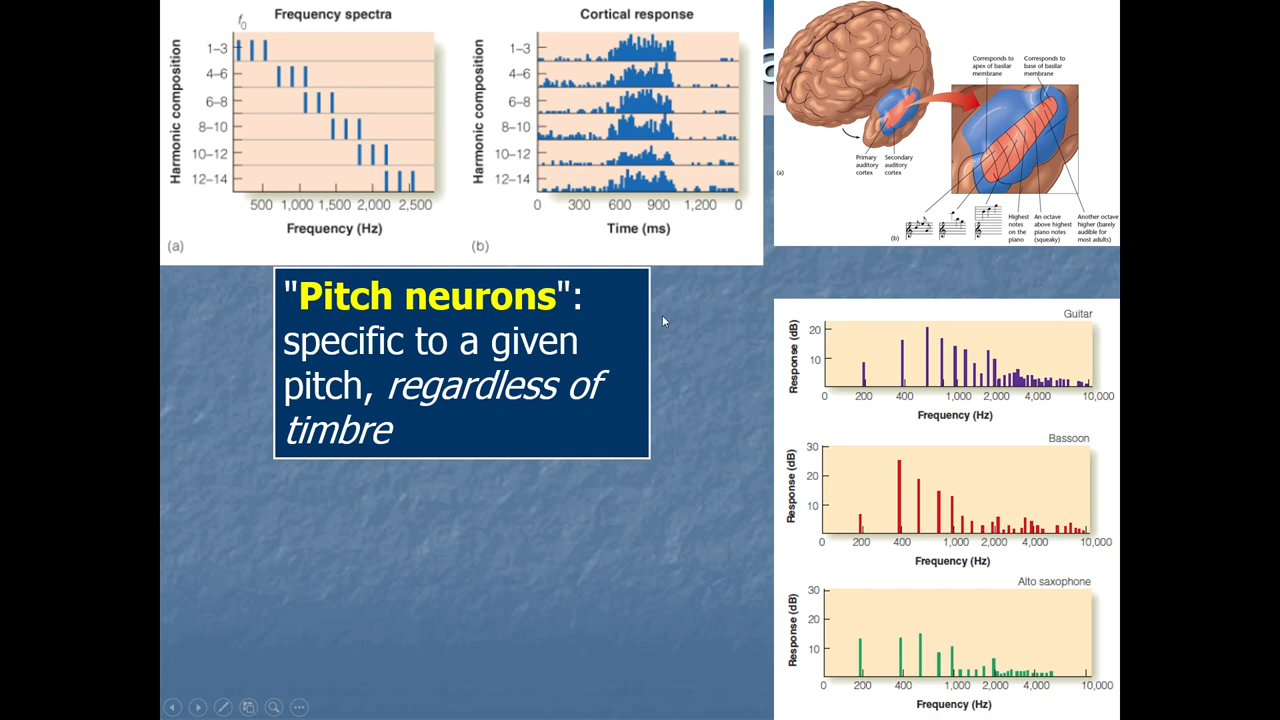 Frequency spectra
f0
Harmonic composition
1–3
4–6
6–8
8–10
10–12
12–14
500 1,000 1,500 2,000 2,500
Frequency (Hz)
(a)
Cortical response
Harmonic composition
1–3
4–6
6–8
8–10
10–12
12–14
0 300 600 900 1,200 0
Time (ms)
(b)
Corresponds to
apex of basilar
membrane
Corresponds to
base of basilar
membrane
Primary
auditory
cortex
Secondary
auditory
cortex
(a)
(b)
Highest
notes
on the
piano
An octave
above highest
piano notes
(squeaky)
Another octave
higher (barely
audible for
most adults)
"Pitch neurons":
specific to a given
pitch, regardless of
timbre
Guitar
Response (dB)
20
10
0 200 400 1,000 2,000 4,000 10,000
Frequency (Hz)
Bassoon
Response (dB)
30
20
10
0 200 400 1,000 2,000 4,000 10,000
Frequency (Hz)
Alto saxophone
Response (dB)
30
20
10
0 200 400 1,000 2,000 4,000 10,000
Frequency (Hz)